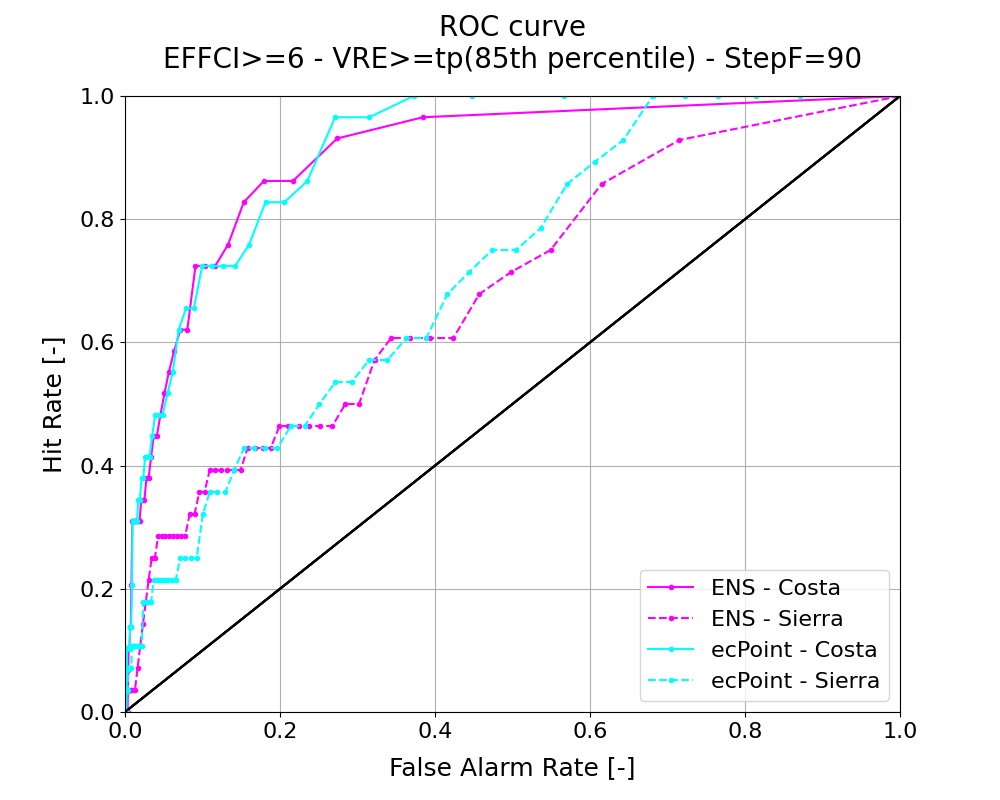 ROC curve
EFFCI>=6 - VRE>=tp(85th percentile) - StepF=90
1.0
0.8
0.6
0.4
0.2
0.0
Hit Rate [-]
ENS - Costa
ENS - Sierra
ecPoint - Costa
ecPoint - Sierra
0.0 0.2 0.4 0.6 0.8 1.0
False Alarm Rate [-]